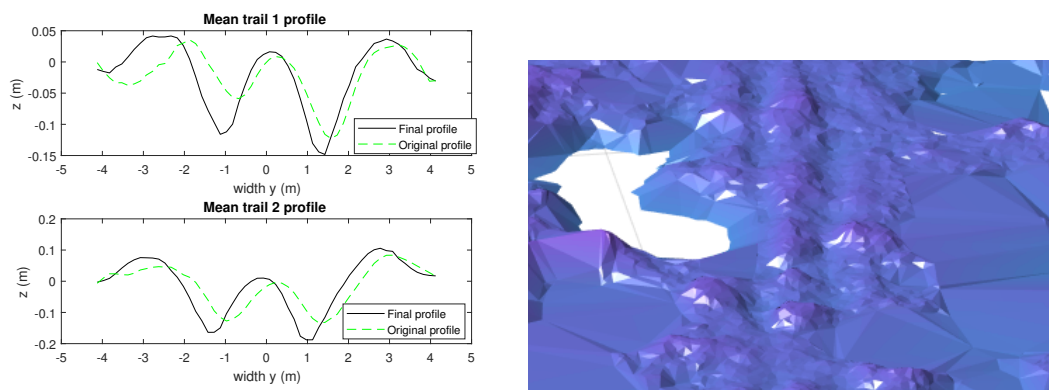 Mean trail 1 profile
0.05
0
-0.05
-0.1
-0.15
z (m)
Final profile
Original profile
-5 -4 -3 -2 -1 0 1 2 3 4 5
width y (m)
Mean trail 2 profile
0.2
0.1
0
-0.1
-0.2
z (m)
Final profile
Original profile
-5 -4 -3 -2 -1 0 1 2 3 4 5
width y (m)